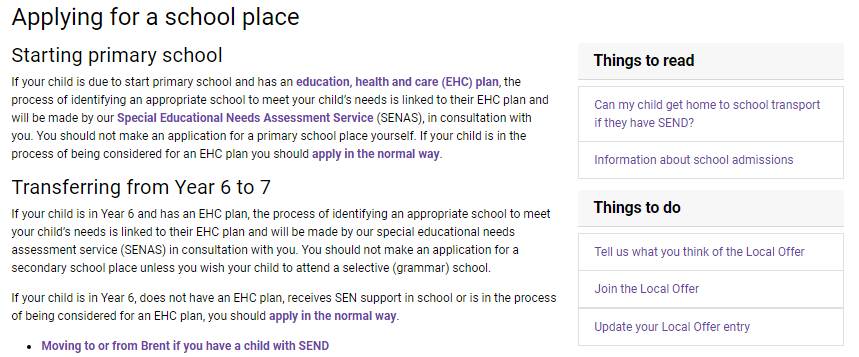 Applying for a school place
Starting primary school
If your child is due to start primary school and has an education, health and care (EHC) plan, the
process of identifying an appropriate school to meet your child's needs is linked to their EHC plan and
will be made by our Special Educational Needs Assessment Service (SENAS), in consultation with
you. You should not make an application for a primary school place yourself. If your child is in the
process of being considered for an EHC plan you should apply in the normal way.
Transferring from Year 6 to 7
If your child is in Year 6 and has an EHC plan, the process of identifying an appropriate school to meet
your child's needs is linked to their EHC plan and will be made by our special educational needs
assessment service (SENAS) in consultation with you. You should not make an application for a
secondary school place unless you wish your child to attend a selective (grammar) school.
If your child is in Year 6, does not have an EHC plan, receives SEN support in school or is in the process
of being considered for an EHC plan, you should apply in the normal way.
• Moving to or from Brent if you have a child with SEND
Things to read
Can my child get home to school transport
if they have SEND?
Information about school admissions
Things to do
Tell us what you think of the Local Offer
Join the Local Offer
Update your Local Offer entry